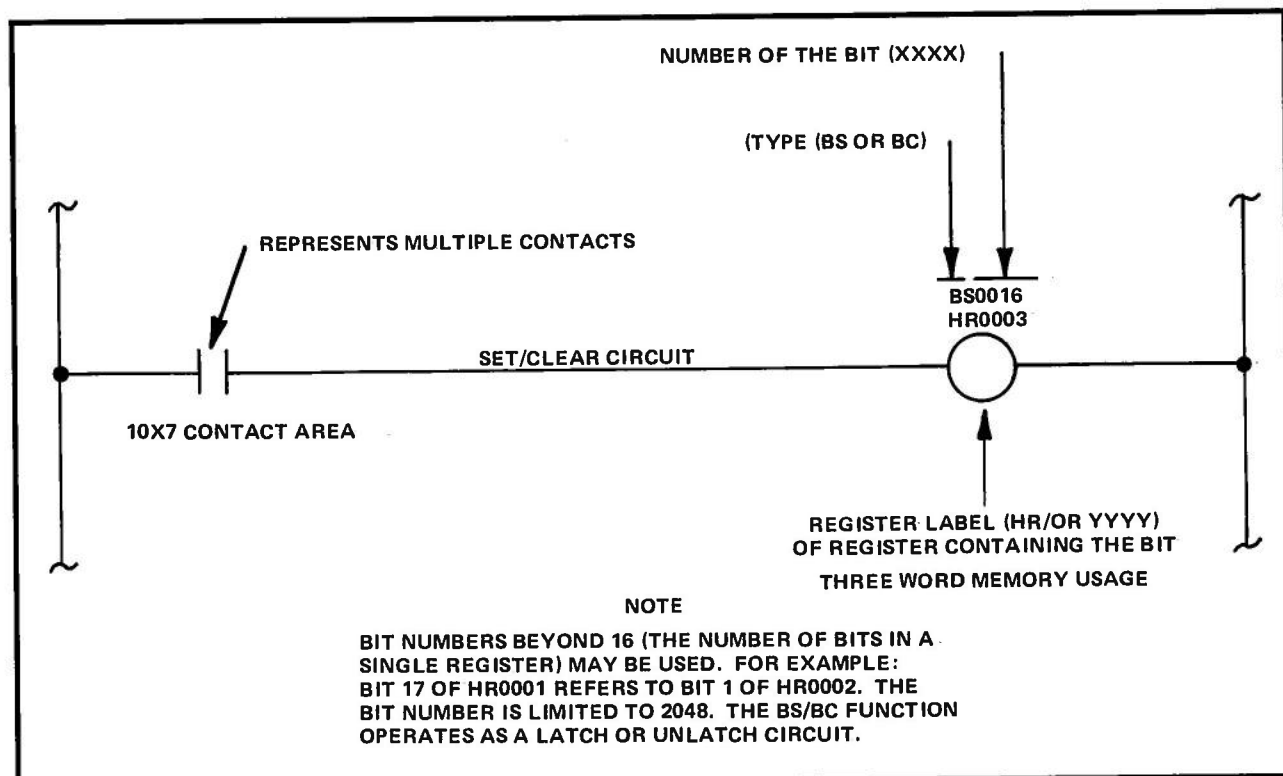 NUMBER OF THE BIT (XXXX)
(TYPE (BS OR BC)
REPRESENTS MULTIPLE CONTACTS
BS0016
HR0003
SET/CLEAR CIRCUIT
10X7 CONTACT AREA
REGISTER LABEL (HR/OR YYYY)
OF REGISTER CONTAINING THE BIT
THREE WORD MEMORY USAGE
NOTE
BIT NUMBERS BEYOND 16 (THE NUMBER OF BITS IN A
SINGLE REGISTER) MAY BE USED. FOR EXAMPLE:
BIT 17 OF HR0001 REFERS TO BIT 1 OF HR0002. THE
BIT NUMBER IS LIMITED TO 2048. THE BS/BC FUNCTION
OPERATES AS A LATCH OR UNLATCH CIRCUIT.